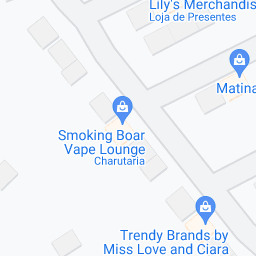 Lily's Merchandis
Loja de Presentes
Matina
Smoking Boar
Vape Lounge
Charutaria
Trendy Brands by
Miss Love and Ciara